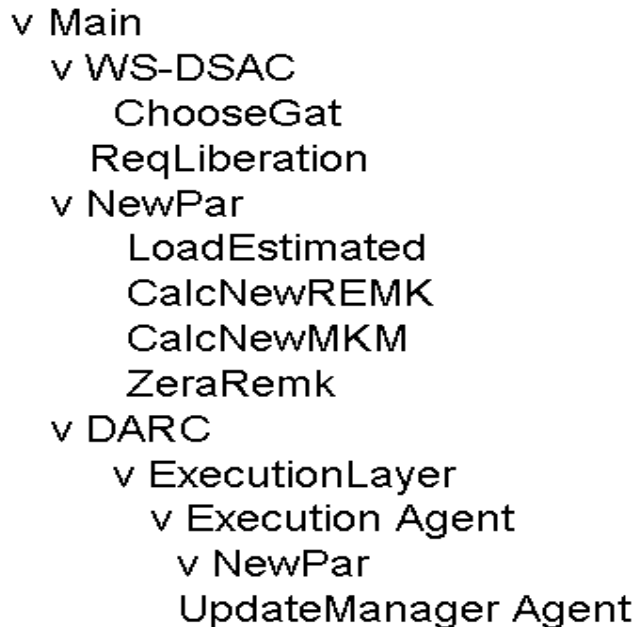 v Main
v WS-DSAC
ChooseGat
ReqLiberation
v NewPar
LoadEstimated
CalcNewREMK
CalcNewMKM
ZeraRemk
v DARC
v ExecutionLayer
v Execution Agent
v NewPar
UpdateManager Agent